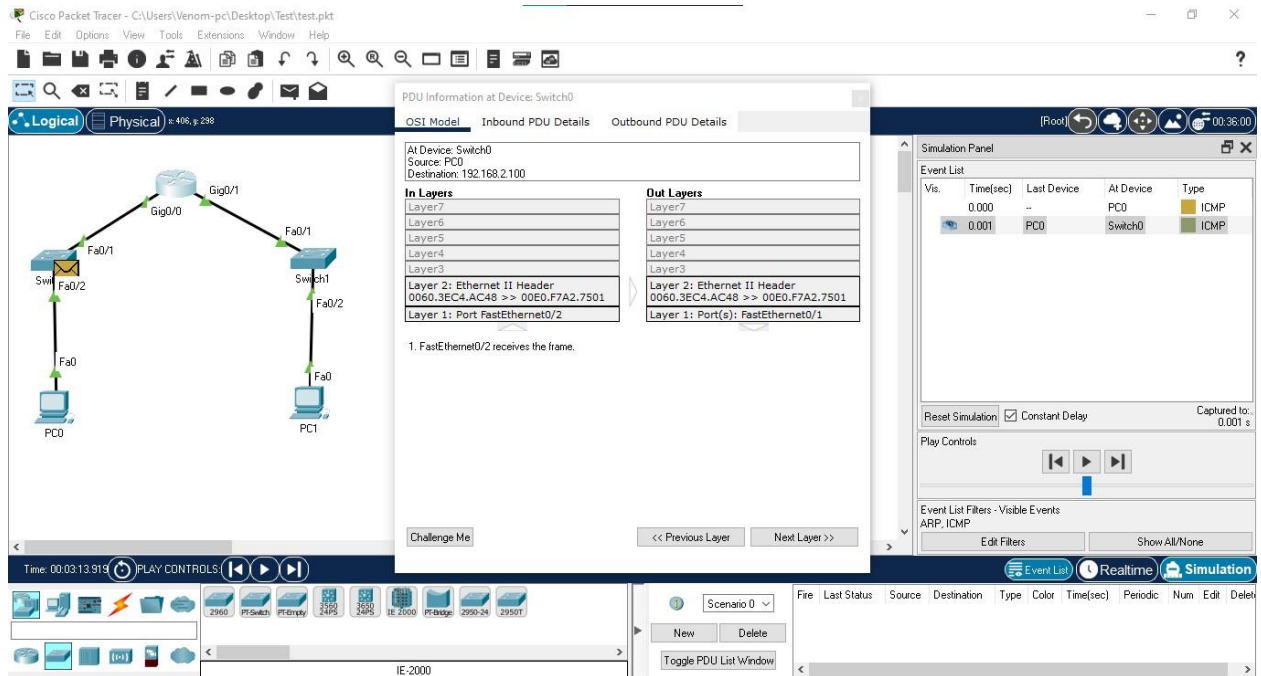 Cisco Packet Tracer - C:\Users\Venom-pc\Desktop\Test\test.pkt
File Edit Options View Tools Extensions Window Help
?
Logical Physical x: 406, y: 298
[Root] 00:36:00
PDU Information at Device: Switch0
OSI Model Inbound PDU Details Outbound PDU Details
At Device: Switch0
Source: PC0
Destination: 192.168.2.100
In Layers Out Layers
Layer7 Layer7
Layer6 Layer6
Layer5 Layer5
Layer4 Layer4
Layer3 Layer3
Layer 2: Ethernet II Header Layer 2: Ethernet II Header
0060.3EC4.AC48 >> 00E0.F7A2.7501 0060.3EC4.AC48 >> 00E0.F7A2.7501
Layer 1: Port FastEthernet0/2 Layer 1: Port(s): FastEthernet0/1
1. FastEthernet0/2 receives the frame.
Challenge Me << Previous Layer Next Layer >>
Gig0/1
Gig0/0
Fa0/1
Fa0/1
Swi
Fa0/2
Switch1
Fa0/2
Fa0
Fa0
PC0
PC1
Simulation Panel
Event List
Vis. Time(sec) Last Device At Device Type
0.000 -- PC0 ICMP
0.001 PC0 Switch0 ICMP
Reset Simulation Constant Delay Captured to:
0.001 s
Play Controls
Event List Filters - Visible Events
ARP, ICMP
Edit Filters Show All/None
Time: 00:03:13.919 PLAY CONTROLS: Event List Realtime Simulation
2960 PT-Switch PT-Empty 3560 24PS 3650 24PS IE 2000 PT-Bridge 2950-24 2950T
IE-2000
Scenario 0
New Delete
Toggle PDU List Window
Fire Last Status Source Destination Type Color Time(sec) Periodic Num Edit Delet